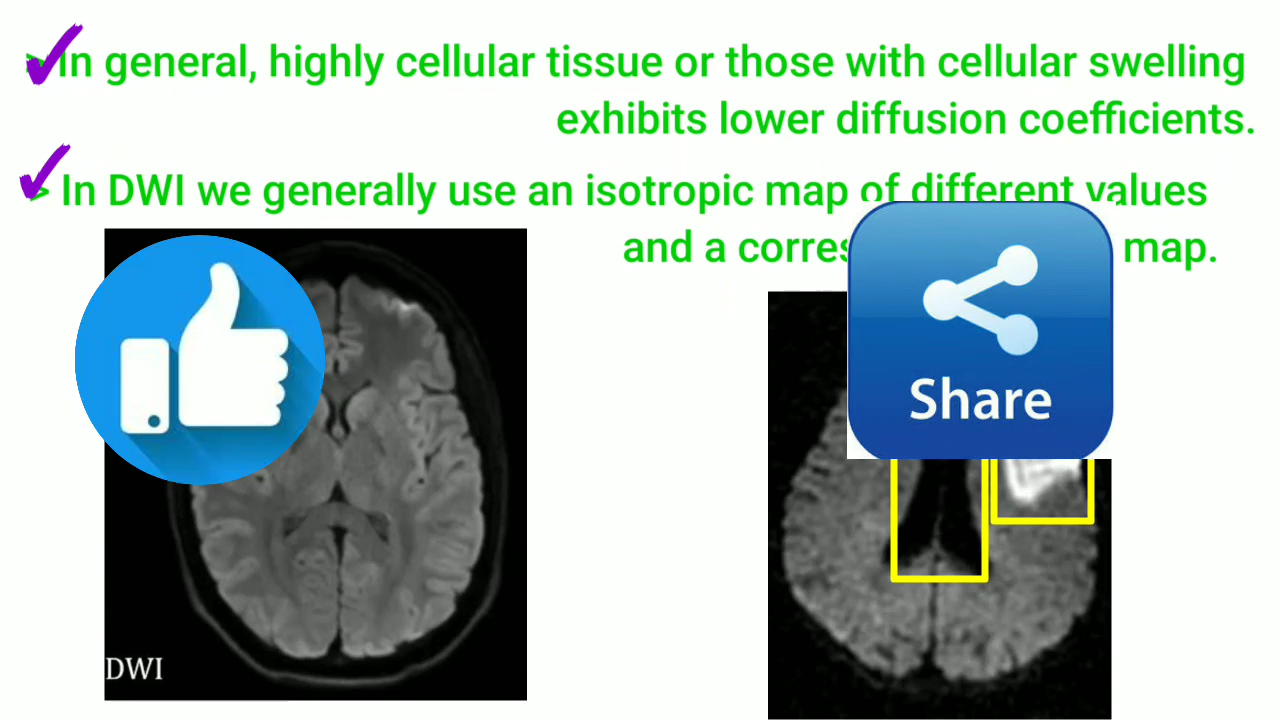 In general, highly cellular tissue or those with cellular swelling
exhibits lower diffusion coefficients.
> In DWI we generally use an isotropic map of different values
and a map.
Share
DWI